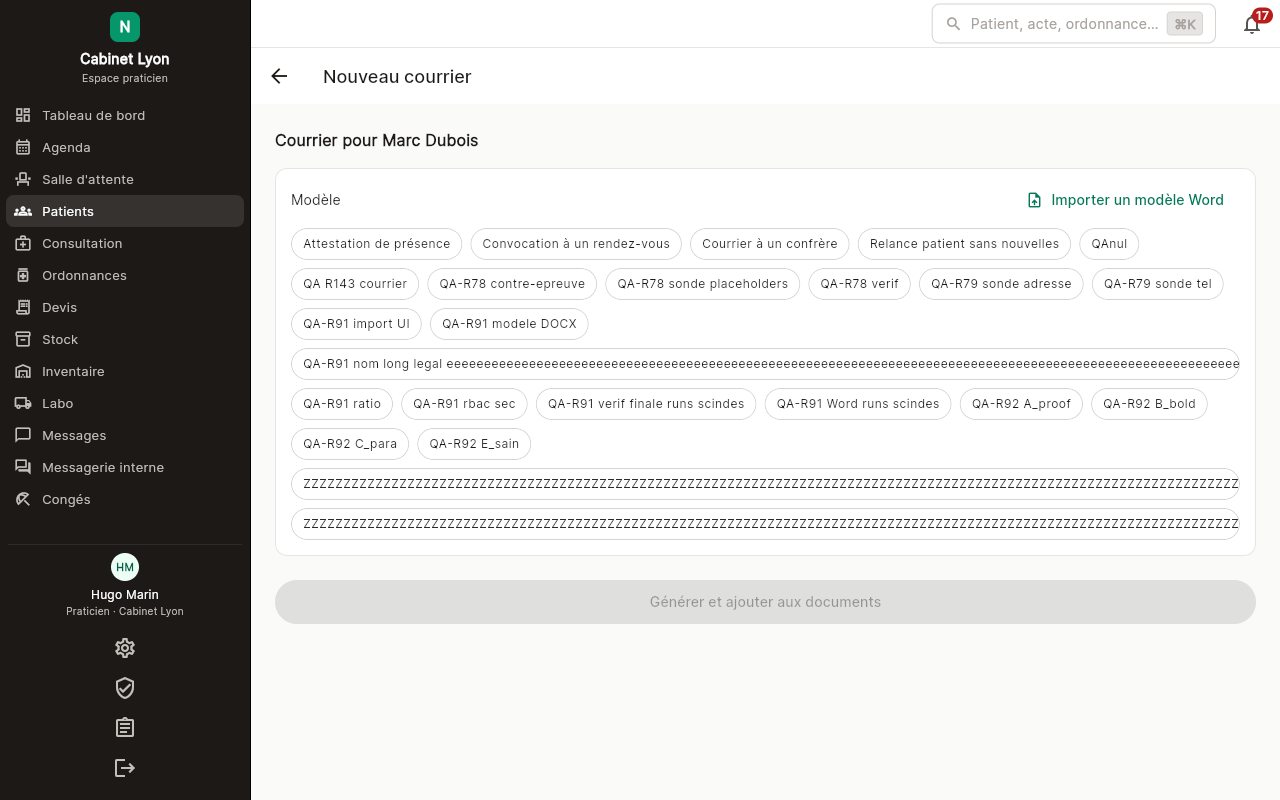 N
Cabinet Lyon
Espace praticien
Tableau de bord
Agenda
Salle d'attente
Patients
Consultation
Ordonnances
Devis
Stock
Inventaire
Labo
Messages
Messagerie interne
Congés
HM
Hugo Marin
Praticien · Cabinet Lyon
Patient, acte, ordonnance... ⌘K
17
Nouveau courrier
Courrier pour Marc Dubois
Modèle
Importer un modèle Word
Attestation de présence
Convocation à un rendez-vous
Courrier à un confrère
Relance patient sans nouvelles
QAnul
QA R143 courrier
QA-R78 contre-epreuve
QA-R78 sonde placeholders
QA-R78 verif
QA-R79 sonde adresse
QA-R79 sonde tel
QA-R91 import UI
QA-R91 modele DOCX
QA-R91 nom long legal
QA-R91 ratio
QA-R91 rbac sec
QA-R91 verif finale runs scindes
QA-R91 Word runs scindes
QA-R92 A_proof
QA-R92 B_bold
QA-R92 C_para
QA-R92 E_sain
Générer et ajouter aux documents